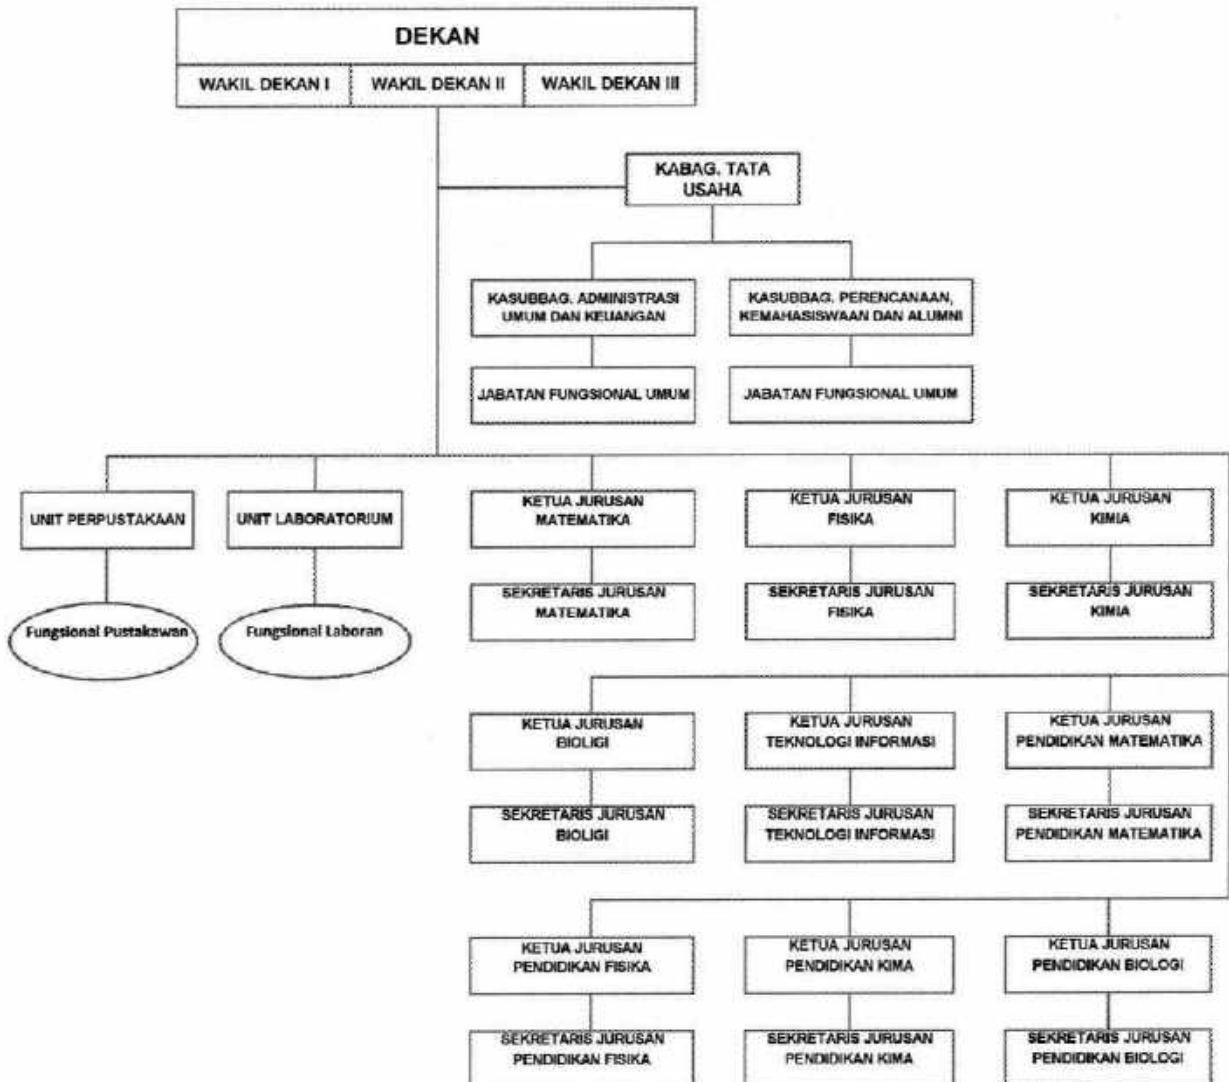 DEKAN
WAKIL DEKAN I
WAKIL DEKAN II
WAKIL DEKAN III
KABAG. TATA
USAHA
KASUBBAG. ADMINISTRASI
UMUM DAN KEUANGAN
KASUBBAG. PERENCANAAN,
KEMAHASISWAAN DAN ALUMNI
JABATAN FUNGSIONAL UMUM
JABATAN FUNGSIONAL UMUM
UNIT PERPUSTAKAAN
UNIT LABORATORIUM
KETUA JURUSAN
MATEMATIKA
KETUA JURUSAN
FISIKA
KETUA JURUSAN
KIMIA
Fungsional Pustakawan
Fungsional Laboran
SEKRETARIS JURUSAN
MATEMATIKA
SEKRETARIS JURUSAN
FISIKA
SEKRETARIS JURUSAN
KIMIA
KETUA JURUSAN
BIOLIGI
KETUA JURUSAN
TEKNOLOGI INFORMASI
KETUA JURUSAN
PENDIDIKAN MATEMATIKA
SEKRETARIS JURUSAN
BIOLIGI
SEKRETARIS JURUSAN
TEKNOLOGI INFORMASI
SEKRETARIS JURUSAN
PENDIDIKAN MATEMATIKA
KETUA JURUSAN
PENDIDIKAN FISIKA
KETUA JURUSAN
PENDIDIKAN KIMA
KETUA JURUSAN
PENDIDIKAN BIOLOGI
SEKRETARIS JURUSAN
PENDIDIKAN FISIKA
SEKRETARIS JURUSAN
PENDIDIKAN KIMA
SEKRETARIS JURUSAN
PENDIDIKAN BIOLOGI